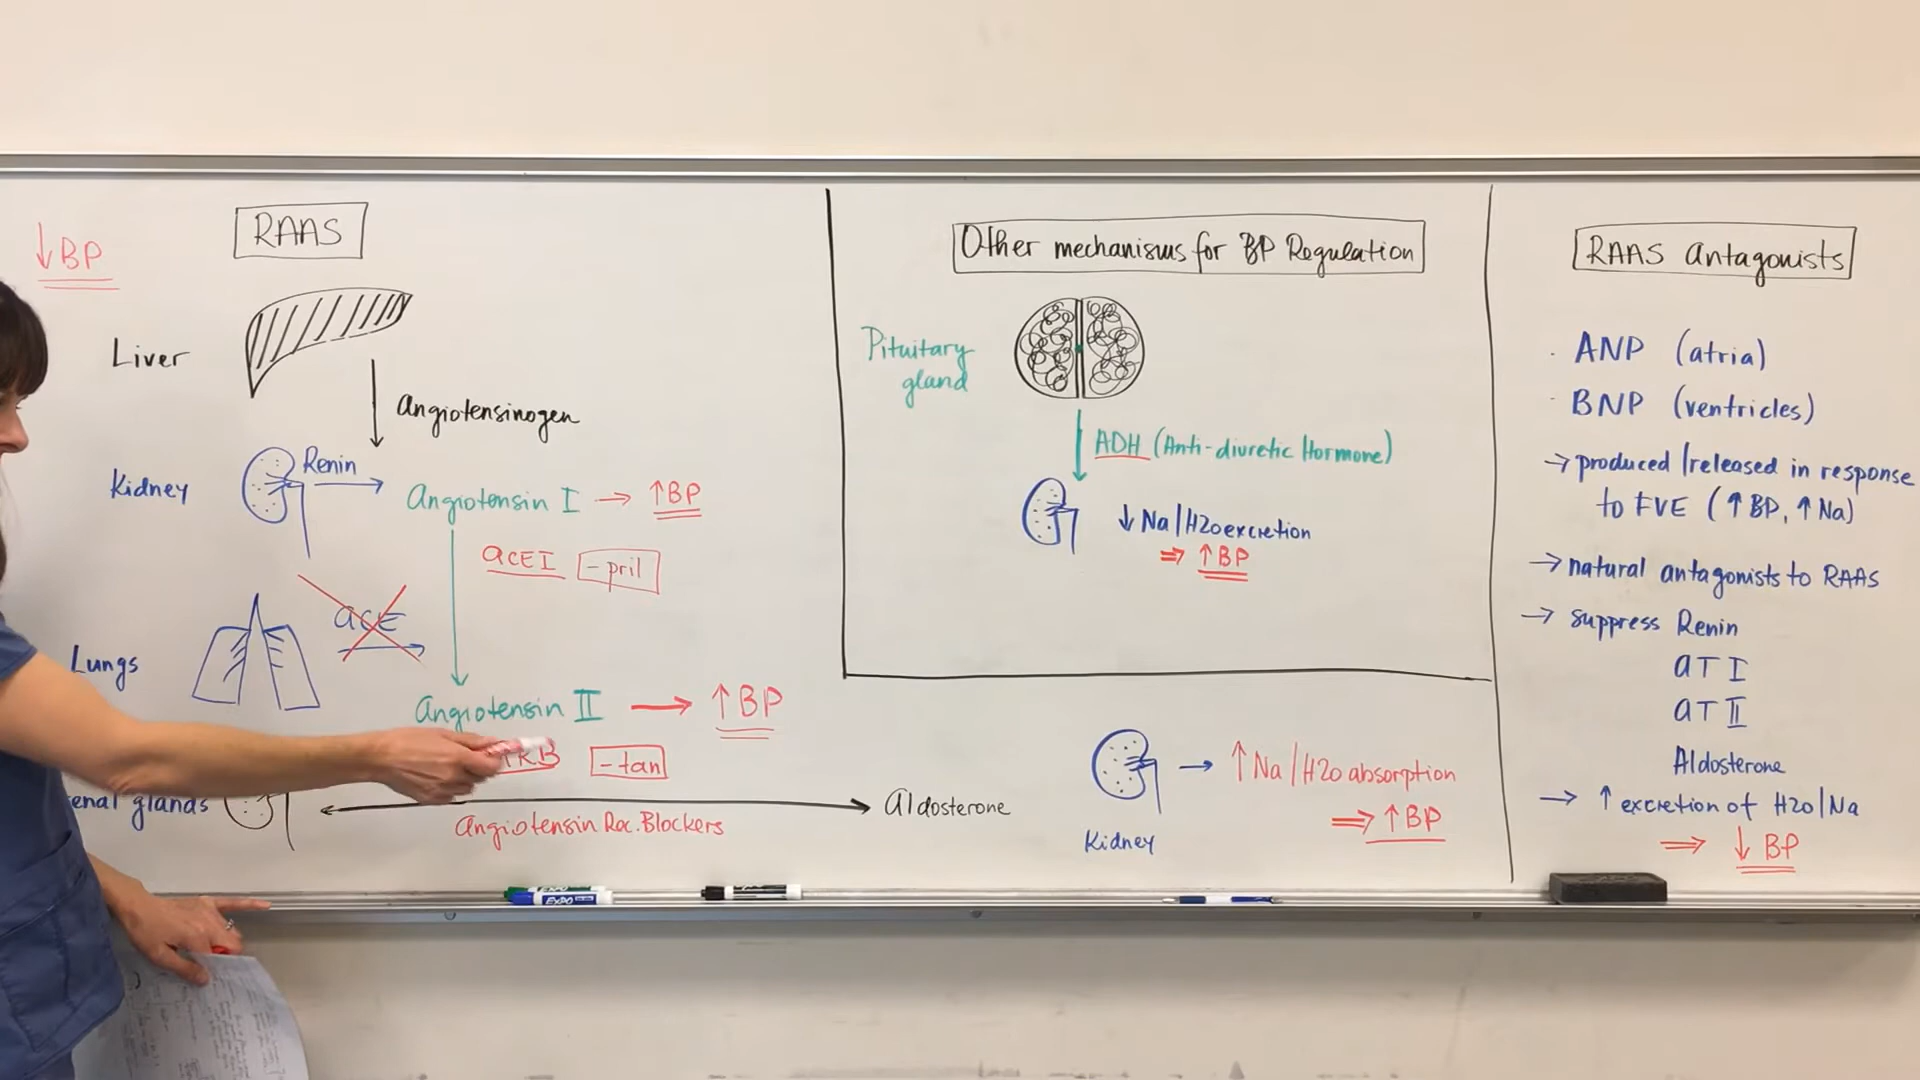 ↓BP
RAAS
Liver
Angiotensinogen
Kidney
Renin
Angiotensin I → ↑BP
ACEI -pril
ACE
Lungs
Angiotensin II → ↑BP
-tan
glands
Angiotensin Rec. Blockers
Aldosterone
Kidney
→ ↑Na/H2O absorption
⇒ ↑BP
Other mechanisms for BP Regulation
Pituitary
gland
ADH (Anti-diuretic Hormone)
↓Na/H2O excretion
⇒ ↑BP
RAAS Antagonists
· ANP (atria)
· BNP (ventricles)
→ produced/released in response
to FVE (↑BP, ↑Na)
→ natural antagonists to RAAS
→ suppress Renin
AT I
AT II
Aldosterone
→ ↑ excretion of H2O/Na
⇒ ↓BP
EXPO